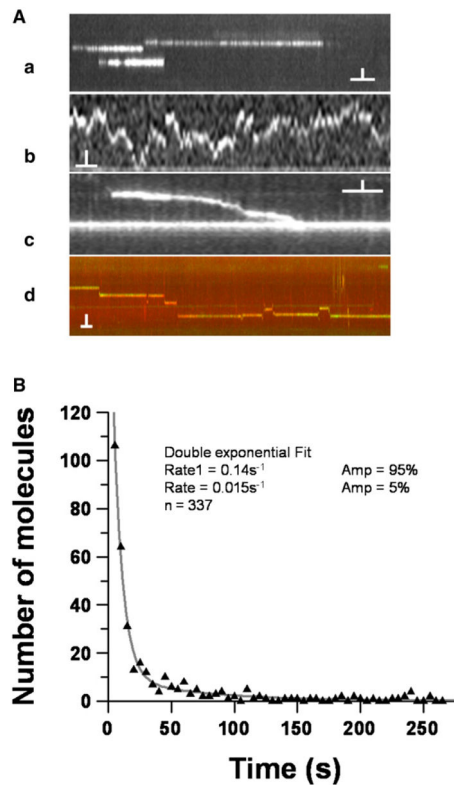 A
a
b
c
d
B
120
100
80
60
40
20
0
Number of molecules
Double exponential Fit
Rate1 = 0.14s⁻¹ Amp = 95%
Rate = 0.015s⁻¹ Amp = 5%
n = 337
0 50 100 150 200 250
Time (s)